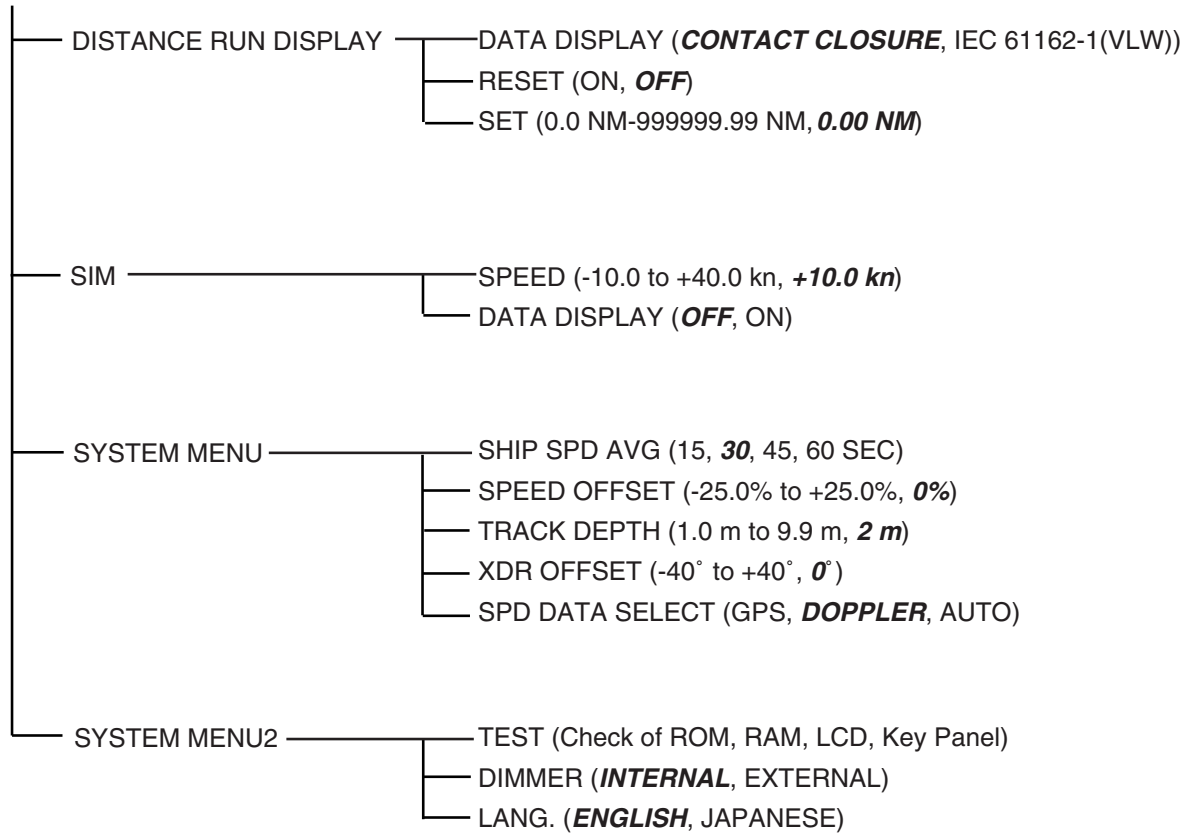 DISTANCE RUN DISPLAY DATA DISPLAY (CONTACT CLOSURE, IEC 61162-1(VLW))
RESET (ON, OFF)
SET (0.0 NM-999999.99 NM, 0.00 NM)
SIM SPEED (-10.0 to +40.0 kn, +10.0 kn)
DATA DISPLAY (OFF, ON)
SYSTEM MENU SHIP SPD AVG (15, 30, 45, 60 SEC)
SPEED OFFSET (-25.0% to +25.0%, 0%)
TRACK DEPTH (1.0 m to 9.9 m, 2 m)
XDR OFFSET (-40˚ to +40˚, 0˚)
SPD DATA SELECT (GPS, DOPPLER, AUTO)
SYSTEM MENU2 TEST (Check of ROM, RAM, LCD, Key Panel)
DIMMER (INTERNAL, EXTERNAL)
LANG. (ENGLISH, JAPANESE)